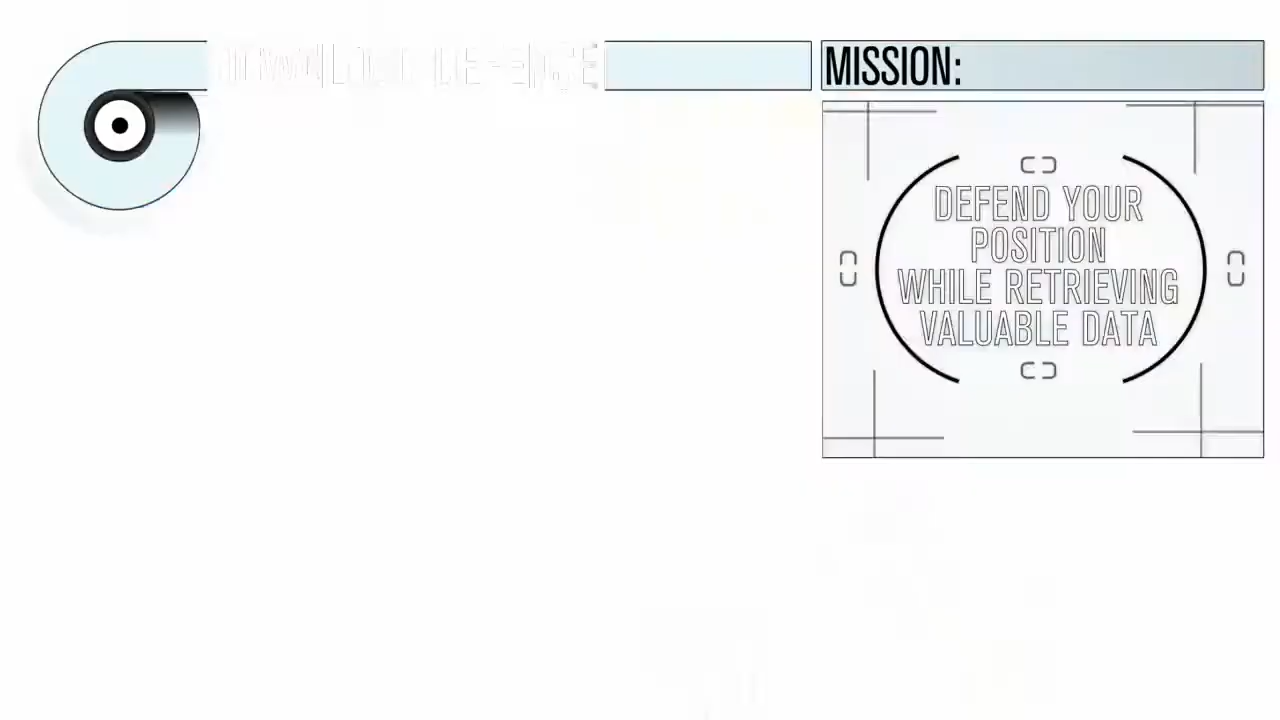 MISSION:
DEFEND YOUR
POSITION
WHILE RETRIEVING
VALUABLE DATA